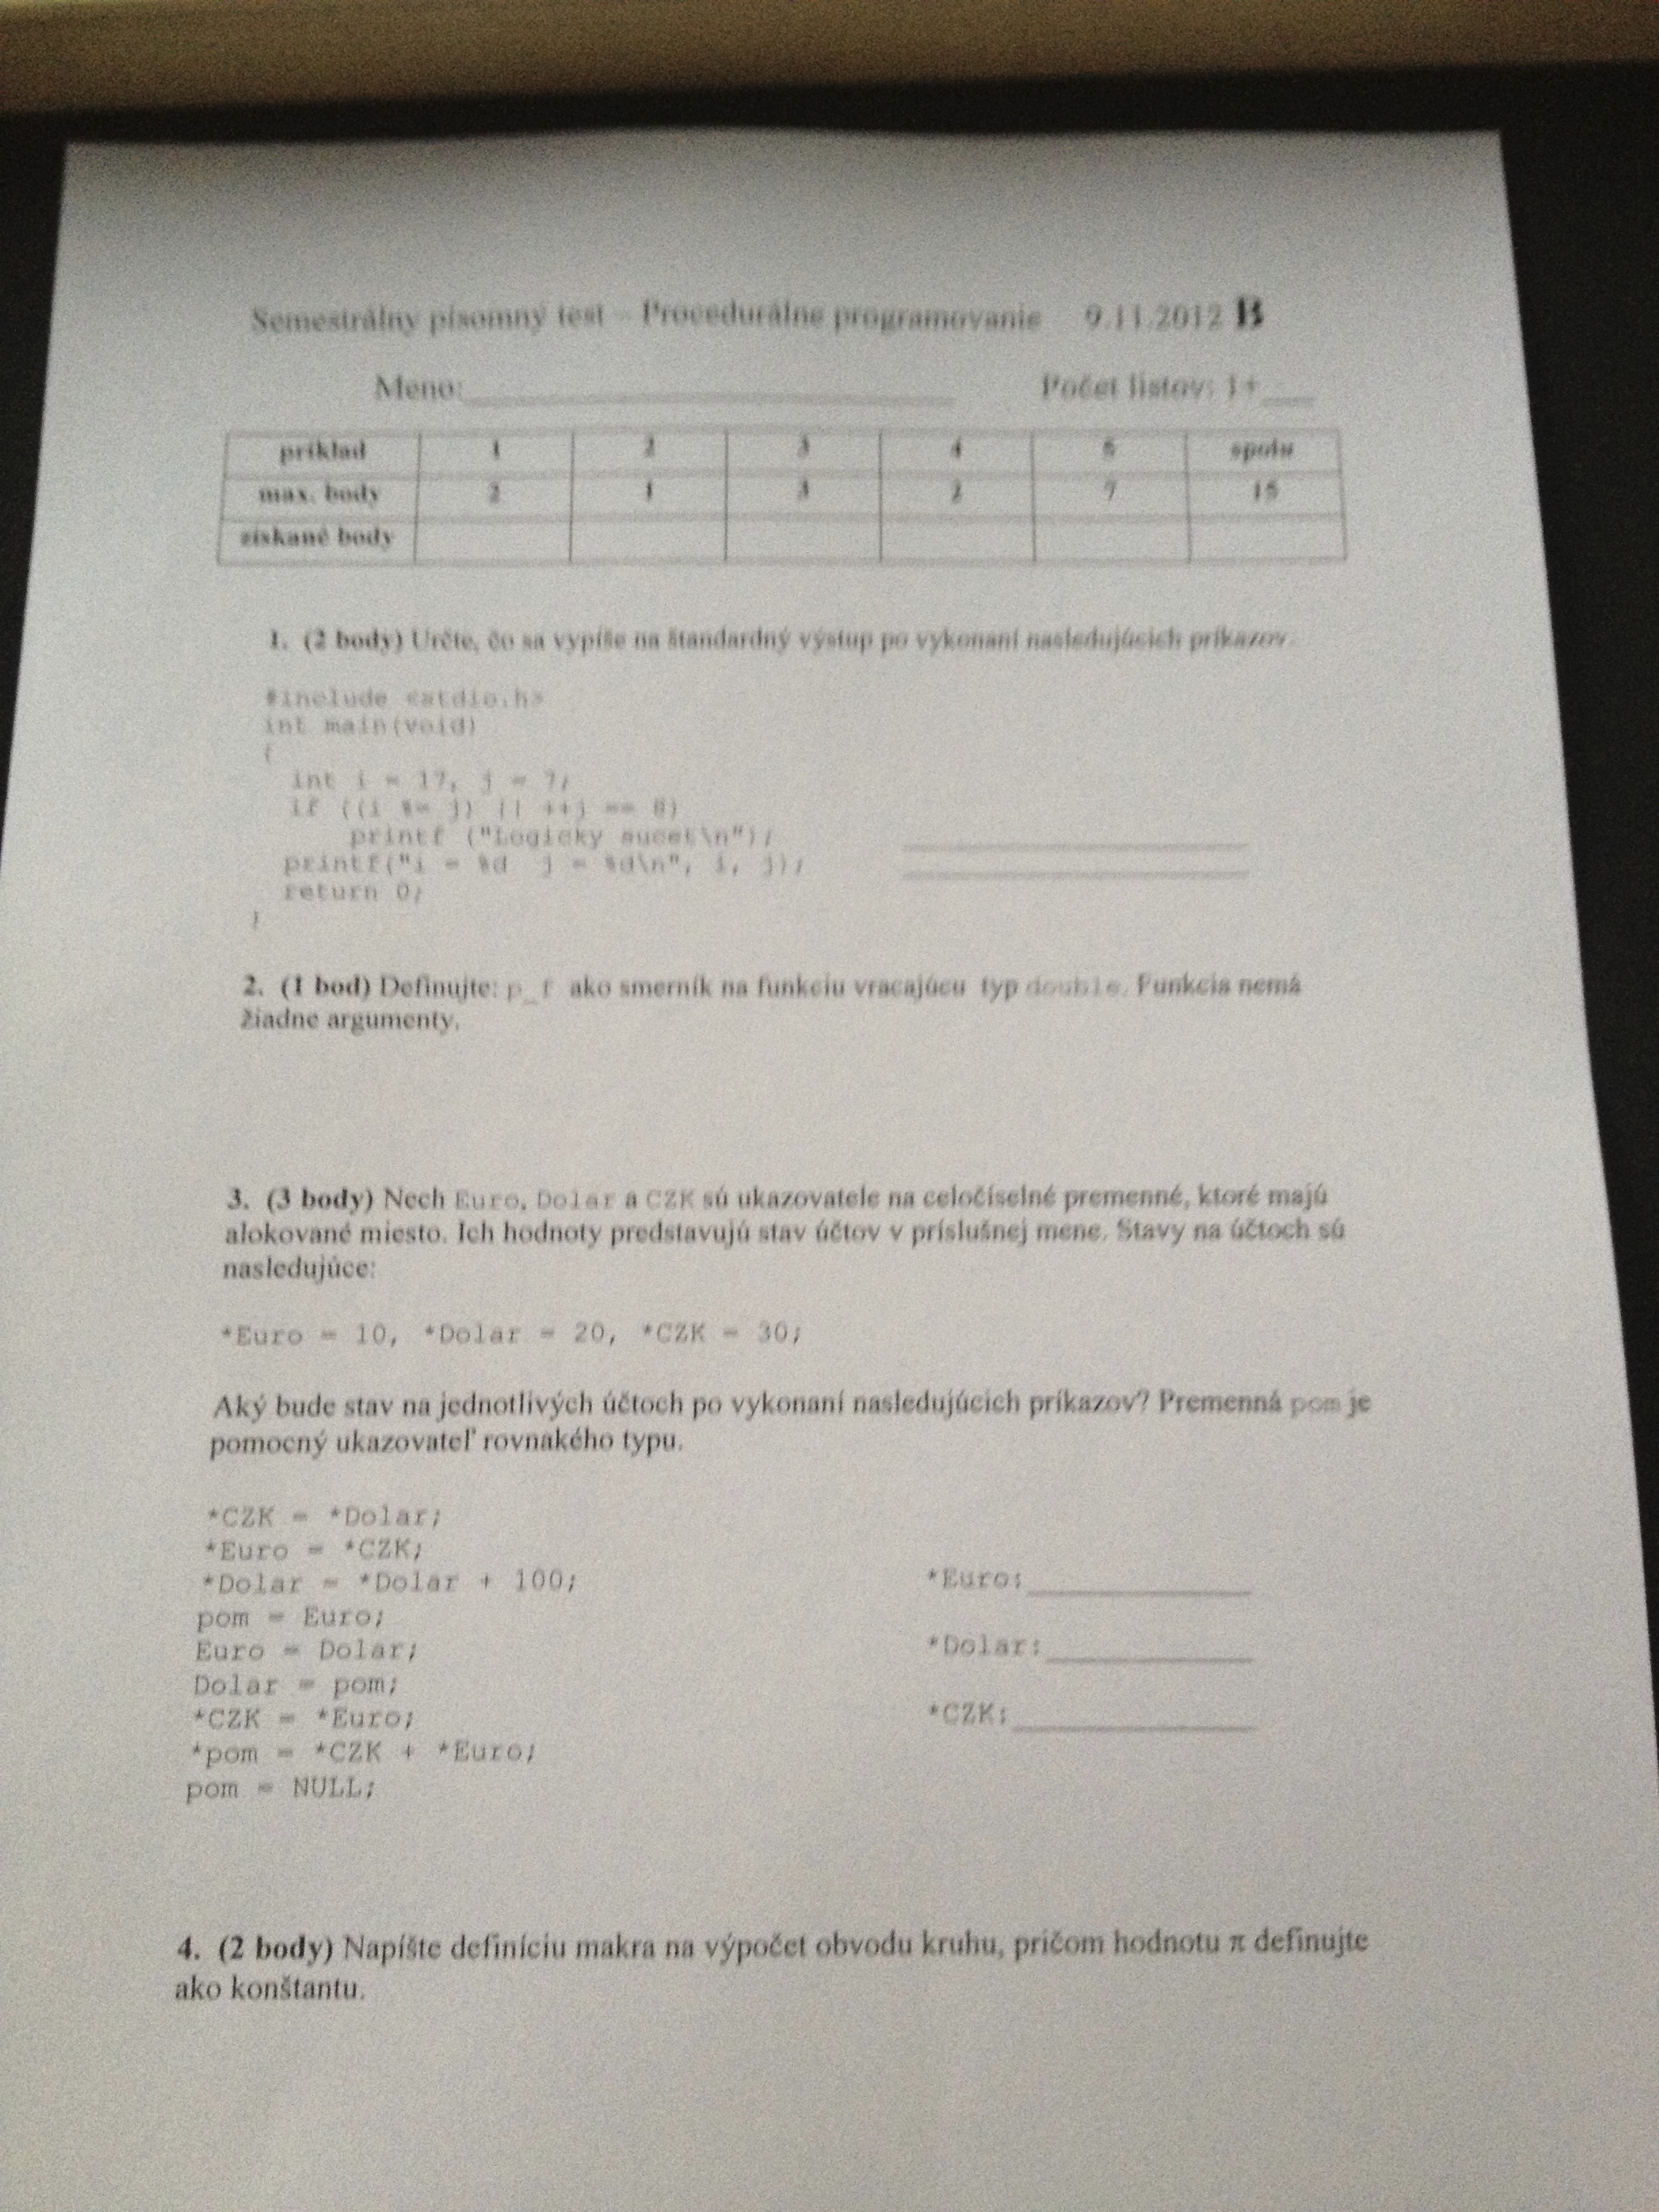 Semestrálny písomný test – Procedurálne programovanie 9.11.2012 B
Meno:____________________ Počet listov: 1+___
príklad 1 2 3 4 5 spolu
max. body 2 1 3 2 7 15
získané body
1. (2 body) Určte, čo sa vypíše na štandardný výstup po vykonaní nasledujúcich príkazov.
#include <stdio.h>
int main(void)
{
int i = 17, j = 7;
if ((i %= j) || ++j == 8)
printf ("Logicky sucet\n");
printf("i = %d j = %d\n", i, j);
return 0;
}
2. (1 bod) Definujte: p_f ako smerník na funkciu vracajúcu typ double. Funkcia nemá
žiadne argumenty.
3. (3 body) Nech Euro, Dolar a CZK sú ukazovatele na celočíselné premenné, ktoré majú
alokované miesto. Ich hodnoty predstavujú stav účtov v príslušnej mene. Stavy na účtoch sú
nasledujúce:
*Euro = 10, *Dolar = 20, *CZK = 30;
Aký bude stav na jednotlivých účtoch po vykonaní nasledujúcich príkazov? Premenná pom je
pomocný ukazovateľ rovnakého typu.
*CZK = *Dolar;
*Euro = *CZK;
*Dolar = *Dolar + 100;
pom = Euro;
Euro = Dolar;
Dolar = pom;
*CZK = *Euro;
*pom = *CZK + *Euro;
pom = NULL;
*Euro:__________
*Dolar:__________
*CZK:__________
4. (2 body) Napíšte definíciu makra na výpočet obvodu kruhu, pričom hodnotu π definujte
ako konštantu.